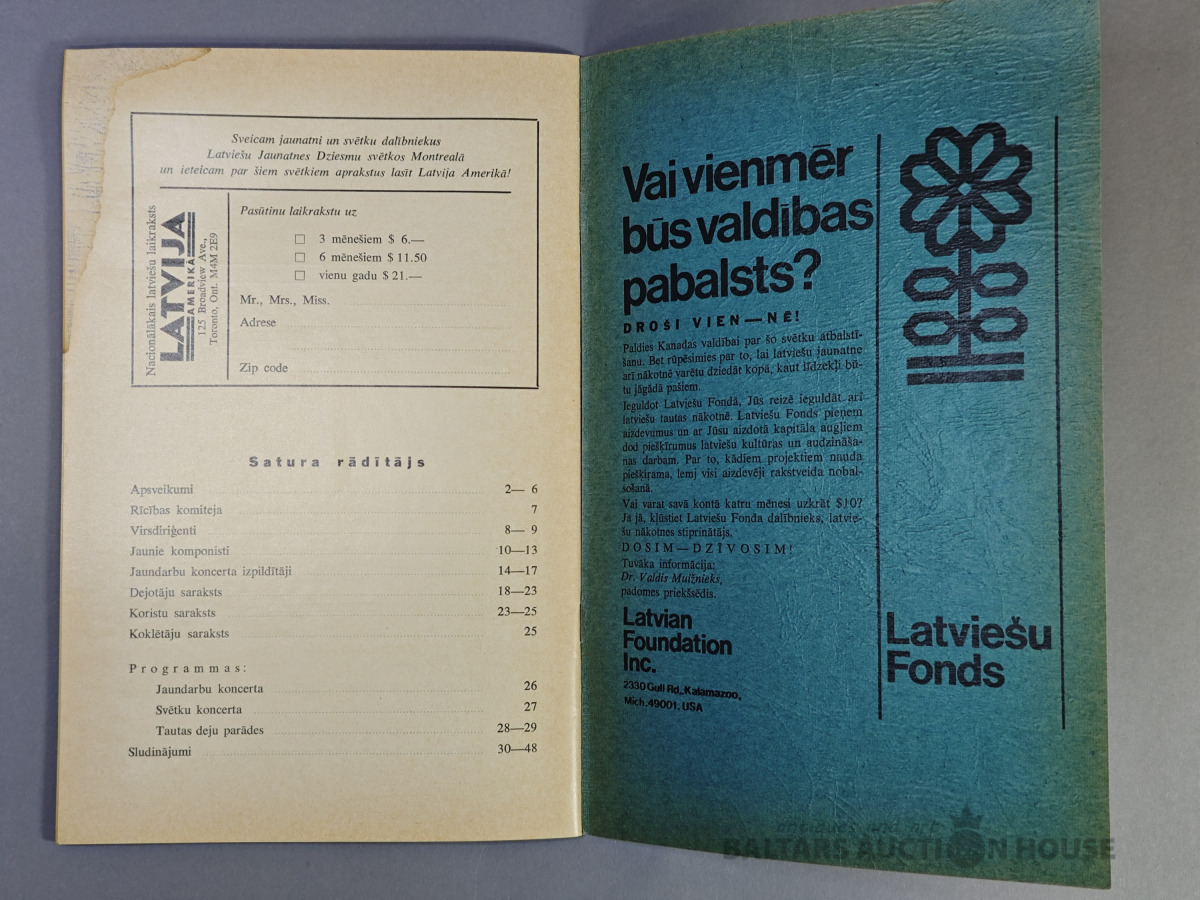 Sveicam jaunatni un svētku dalībniekus
Latviešu Jaunatnes Dziesmu svētkos Montrealā
un ieteicam par šiem svētkiem aprakstus lasīt Latvija Amerikā!
Nacionālākais latviešu laikraksts
LATVIJA
AMERIKĀ
125 Broadview Ave.,
Toronto, Ont. M4M 2E9
Pasūtinu laikrakstu uz
3 mēnešiem $ 6.—
6 mēnešiem $ 11.50
vienu gadu $ 21.—
Mr., Mrs., Miss.
Adrese
Zip code
Satura rādītājs
Apsveikumi 2— 6
Rīcības komiteja 7
Virsdiriģenti 8— 9
Jaunie komponisti 10—13
Jaundarbu koncerta izpildītāji 14—17
Dejotāju saraksts 18—23
Koristu saraksts 23—25
Koklētāju saraksts 25
Programmas:
Jaundarbu koncerta 26
Svētku koncerta 27
Tautas deju parādes 28—29
Sludinājumi 30—48
Vai vienmēr
būs valdības
pabalsts?
DROŠI VIEN—NĒ!
Paldies Kanadas valdībai par šo svētku atbalstī-
šanu. Bet rūpēsimies par to, lai latviešu jaunatne
arī nākotnē varētu dziedāt kopā, kaut līdzekļi bū-
tu jāgādā pašiem.
Ieguldot Latviešu Fondā, Jūs reizē ieguldāt arī
latviešu tautas nākotnē. Latviešu Fonds pieņem
aizdevumus un ar Jūsu aizdotā kapitāla augļiem
dod piešķīrumus latviešu kultūras un audzināša-
nas darbam. Par to, kādiem projektiem nauda
piešķirama, lemj visi aizdevēji rakstveida nobal-
sošanā.
Vai varat savā kontā katru mēnesi uzkrāt $10?
Ja jā, kļūstiet Latviešu Fonda dalībnieks, latvie-
šu nākotnes stiprinātājs.
DOSIM—DZĪVOSIM!
Tuvāka informācija:
Dr. Valdis Muižnieks,
padomes priekšsēdis.
Latvian
Foundation
Inc.
2330 Gull Rd., Kalamazoo,
Mich. 49001. USA
Latviešu
Fonds
antiques and art
BALTARS AUCTION HOUSE